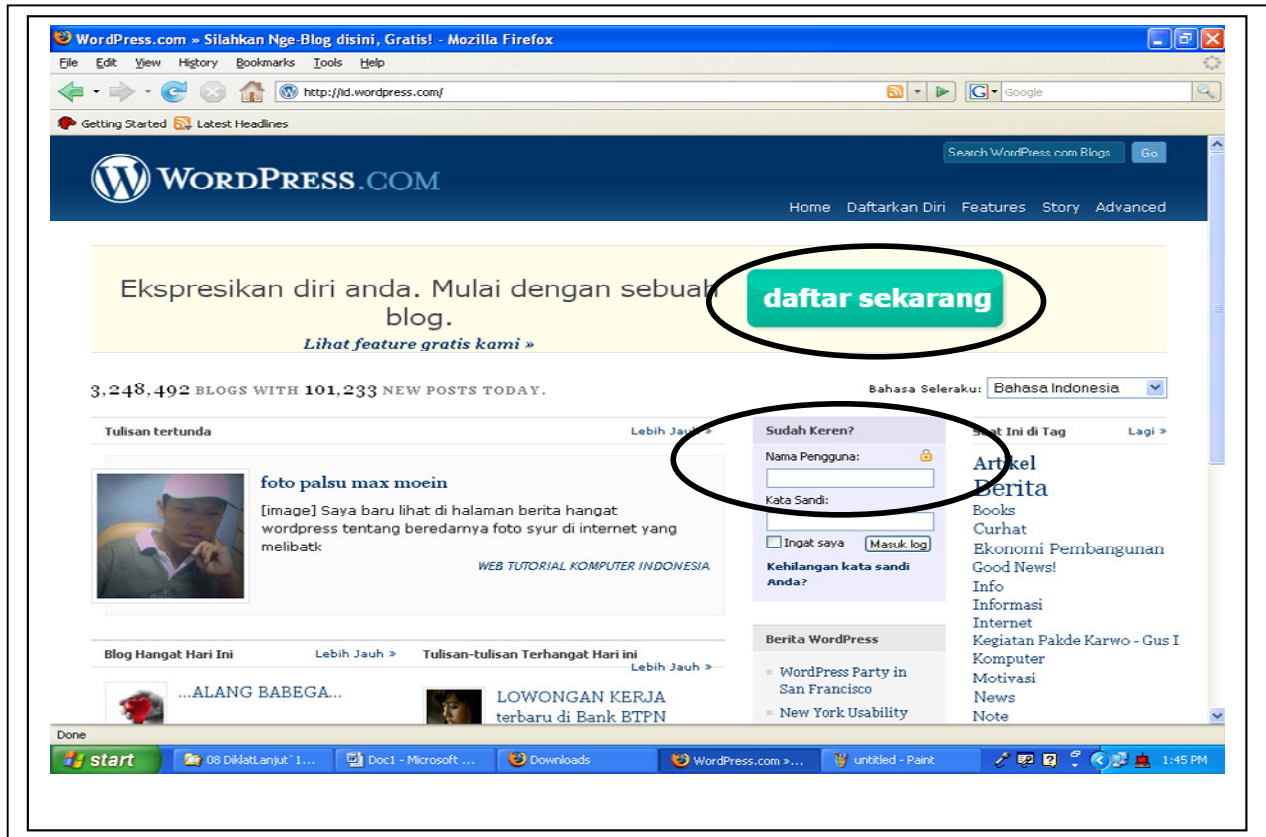 WordPress.com » Silahkan Nge-Blog disini, Gratis! - Mozilla Firefox
File Edit View History Bookmarks Tools Help
http://id.wordpress.com/
Google
Getting Started Latest Headlines
Search WordPress.com Blogs Go
WORDPRESS.COM
Home Daftarkan Diri Features Story Advanced
Ekspresikan diri anda. Mulai dengan sebuah
blog.
Lihat feature gratis kami »
daftar sekarang
3,248,492 BLOGS WITH 101,233 NEW POSTS TODAY.
Bahasa Seleraku: Bahasa Indonesia
Tulisan tertunda Lebih Jauh »
foto palsu max moein
[image] Saya baru lihat di halaman berita hangat
wordpress tentang beredarnya foto syur di internet yang
melibatk
WEB TUTORIAL KOMPUTER INDONESIA
Blog Hangat Hari Ini Lebih Jauh »
...ALANG BABEGA...
Tulisan-tulisan Terhangat Hari ini
Lebih Jauh »
LOWONGAN KERJA
terbaru di Bank BTPN
Sudah Keren?
Nama Pengguna:
Kata Sandi:
Ingat saya Masuk log
Kehilangan kata sandi
Anda?
Berita WordPress
WordPress Party in
San Francisco
New York Usability
Saat Ini di Tag Lagi »
Artikel
Berita
Books
Curhat
Ekonomi Pembangunan
Good News!
Info
Informasi
Internet
Kegiatan Pakde Karwo - Gus I
Komputer
Motivasi
News
Note
Done
start 08 DiklatLanjut`1... Doc1 - Microsoft ... Downloads WordPress.com »... untitled - Paint 1:45 PM